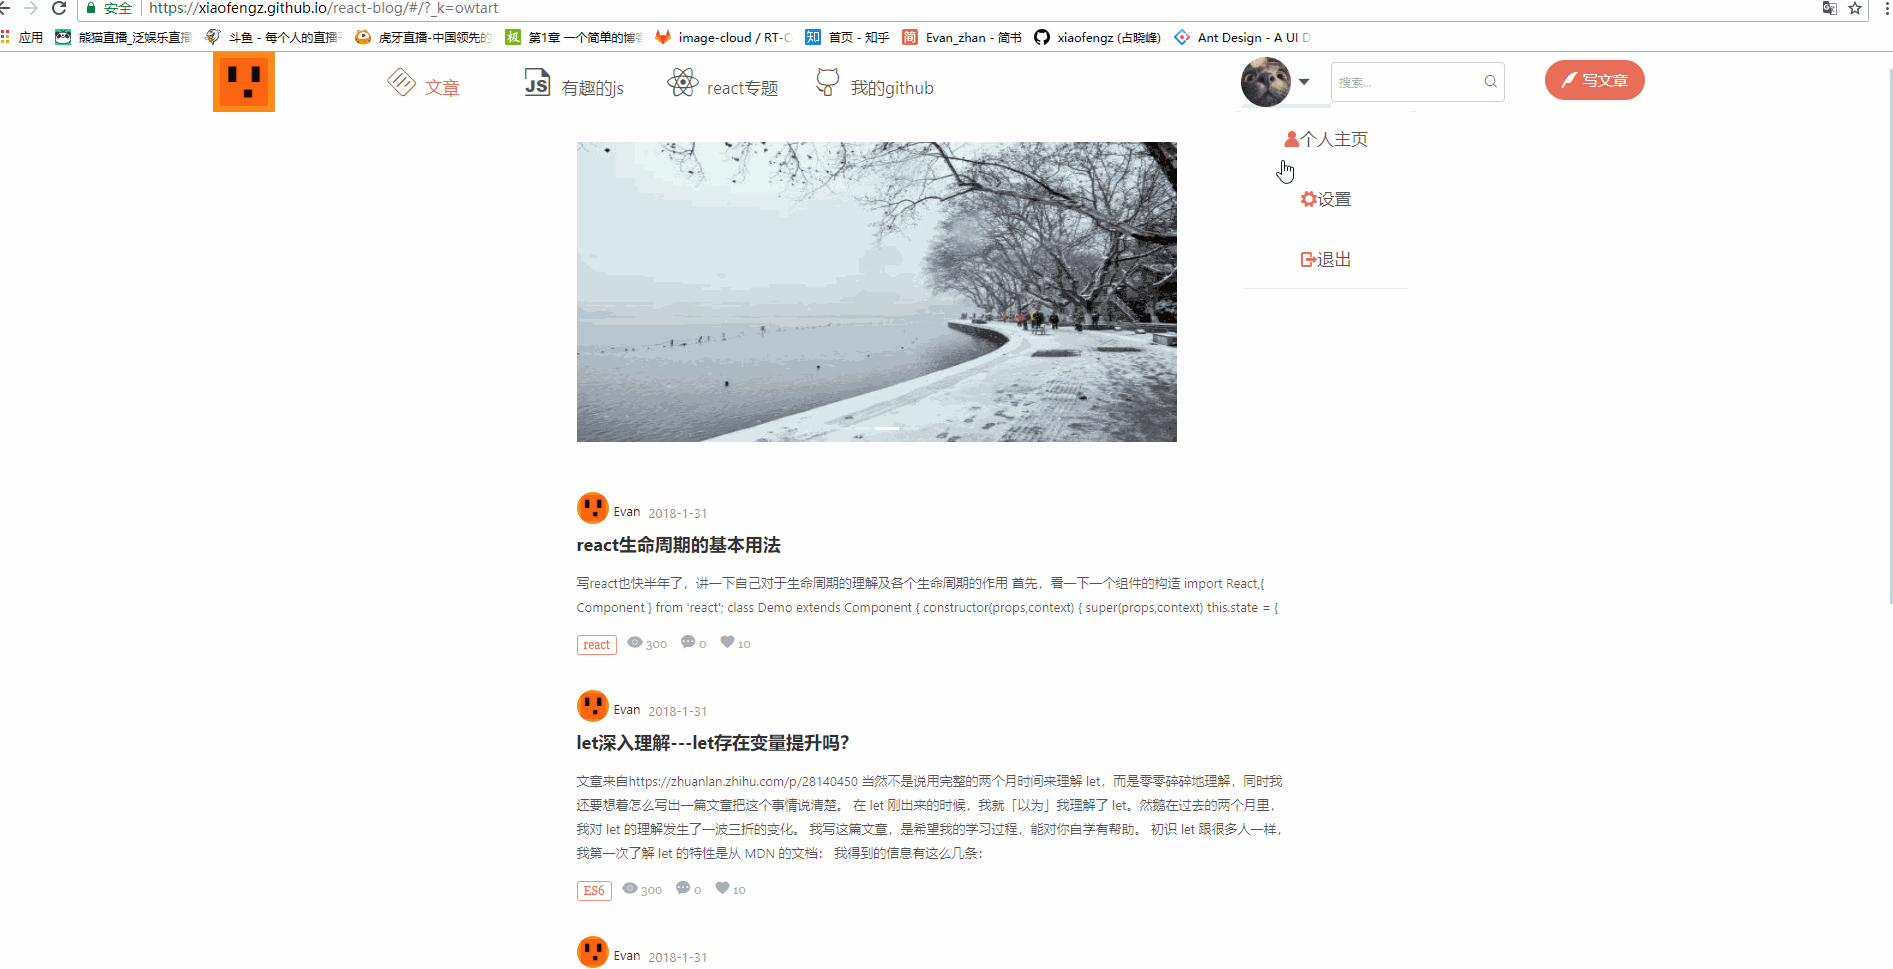 安全 https://xiaofengz.github.io/react-blog/#/?_k=owtart
应用 熊猫直播_泛娱乐直播 斗鱼 - 每个人的直播 虎牙直播-中国领先的 第1章 一个简单的博客 image-cloud / RT-C 知 首页 - 知乎 简 Evan_zhan - 简书 xiaofengz (占晓峰) Ant Design - A UI D
文章 JS 有趣的js react专题 我的github 搜索... 写文章
个人主页
设置
退出
Evan 2018-1-31
react生命周期的基本用法
写react也快半年了，讲一下自己对于生命周期的理解及各个生命周期的作用 首先，看一下一个组件的构造 import React,{
Component } from 'react'; class Demo extends Component { constructor(props,context) { super(props,context) this.state = {
react 300 0 10
Evan 2018-1-31
let深入理解---let存在变量提升吗？
文章来自https://zhuanlan.zhihu.com/p/28140450 当然不是说用完整的两个月时间来理解 let，而是零零碎碎地理解，同时我
还要想着怎么写出一篇文章把这个事情说清楚。 在 let 刚出来的时候，我就「以为」我理解了 let。然鹅在过去的两个月里，
我对 let 的理解发生了一波三折的变化。 我写这篇文章，是希望我的学习过程，能对你自学有帮助。 初识 let 跟很多人一样，
我第一次了解 let 的特性是从 MDN 的文档： 我得到的信息有这么几条：
ES6 300 0 10
Evan 2018-1-31